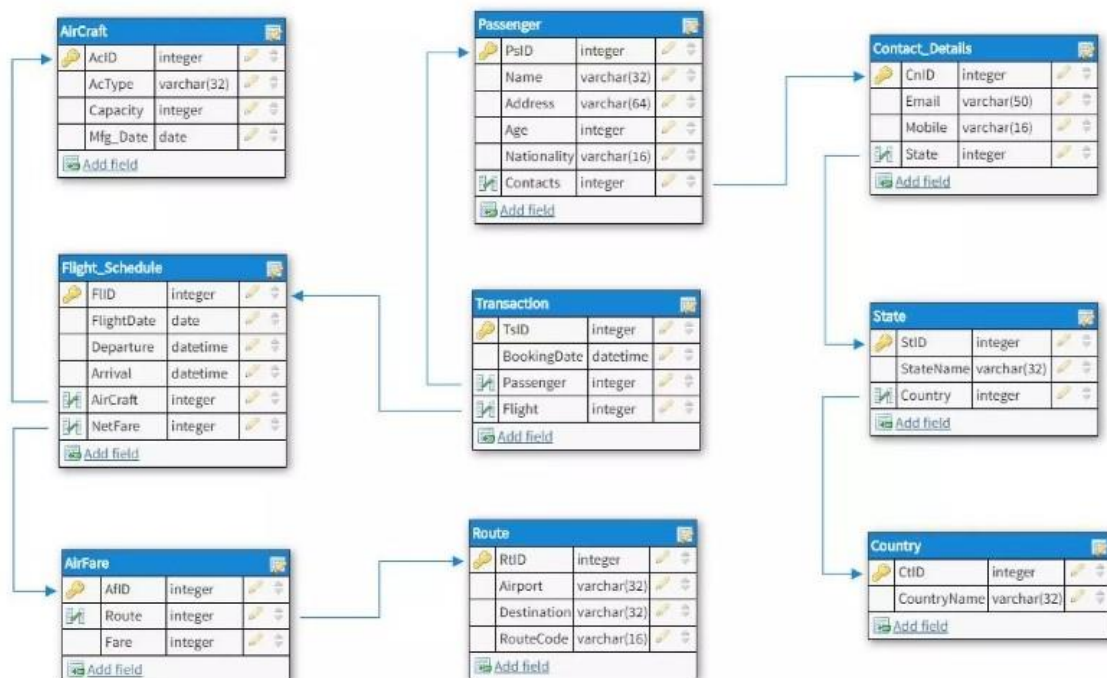 AirCraft
AcID integer
AcType varchar(32)
Capacity integer
Mfg_Date date
Add field
Passenger
PsID integer
Name varchar(32)
Address varchar(64)
Age integer
Nationality varchar(16)
Contacts integer
Add field
Contact_Details
CnID integer
Email varchar(50)
Mobile varchar(16)
State integer
Add field
Flight_Schedule
FlID integer
FlightDate date
Departure datetime
Arrival datetime
AirCraft integer
NetFare integer
Add field
Transaction
TsID integer
BookingDate datetime
Passenger integer
Flight integer
Add field
State
StID integer
StateName varchar(32)
Country integer
Add field
AirFare
AfID integer
Route integer
Fare integer
Add field
Route
RtID integer
Airport varchar(32)
Destination varchar(32)
RouteCode varchar(16)
Add field
Country
CtID integer
CountryName varchar(32)
Add field